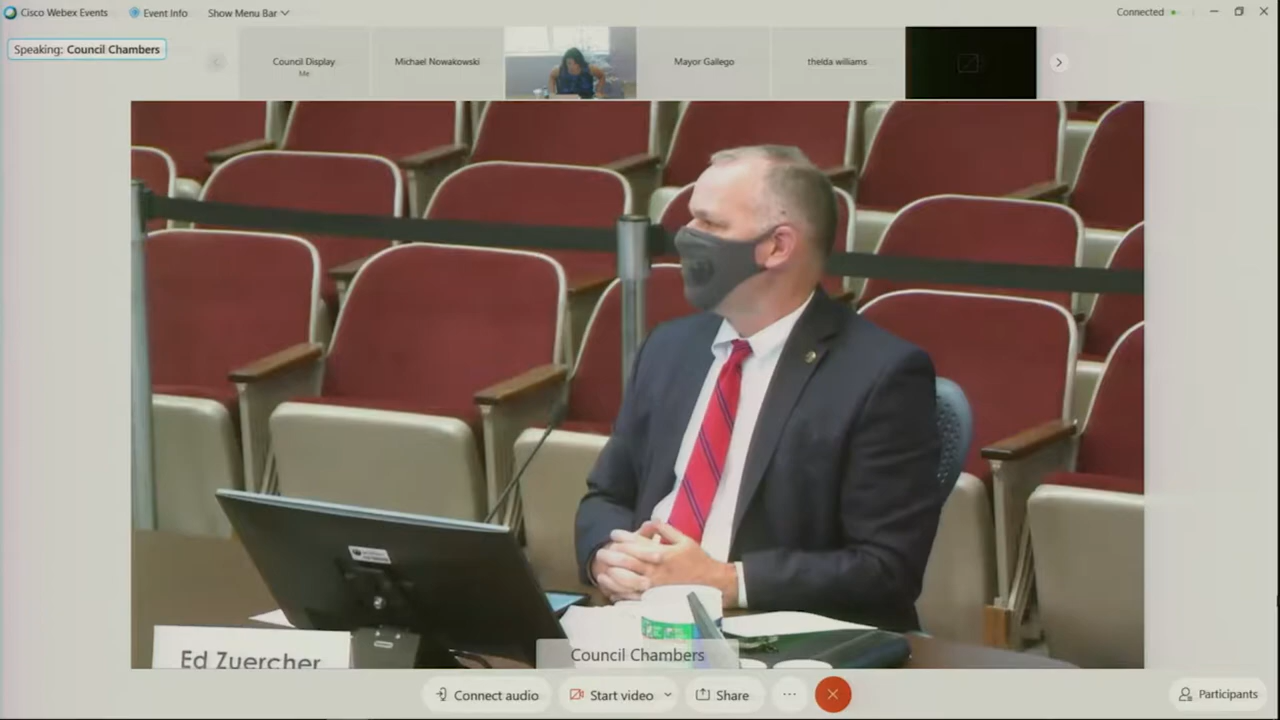 Cisco Webex Events
Event Info
Show Menu Bar
Connected
Speaking: Council Chambers
Council Display
Me
Michael Nowakowski
Mayor Gallego
thelda williams
Ed Zuercher
Council Chambers
Connect audio
Start video
Share
Participants